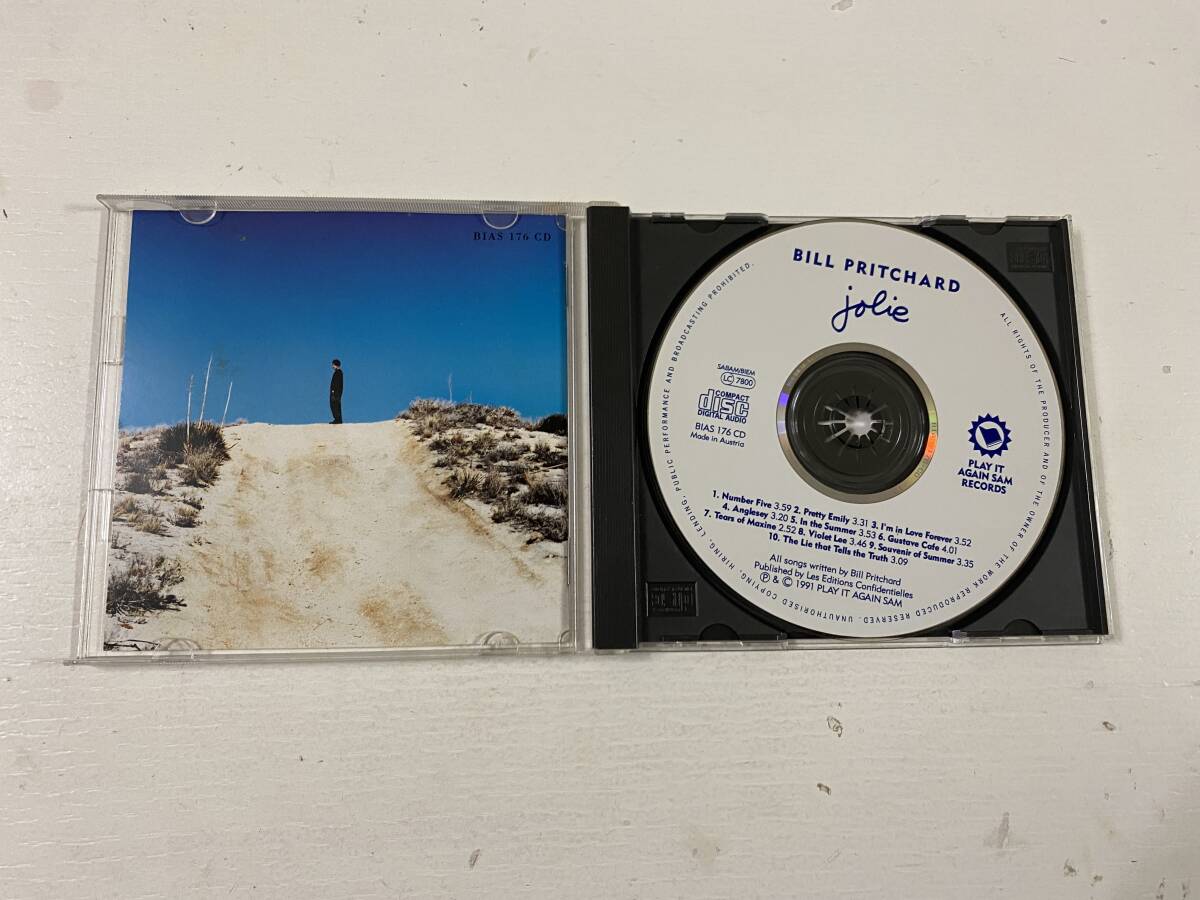 BIAS 176 CD
BILL PRITCHARD
jolie
SABAM/BIEM
LC 7800
COMPACT
disc
DIGITAL AUDIO
BIAS 176 CD
Made in Austria
PLAY IT
AGAIN SAM
RECORDS
1. Number Five 3.59 2. Pretty Emily 3.31 3. I'm in Love Forever 3.52
4. Anglesey 3.20 5. In the Summer 3.53 6. Gustave Cafe 4.01
7. Tears of Maxine 2.52 8. Violet Lee 3.46 9. Souvenir of Summer 3.35
10. The Lie that Tells the Truth 3.09
All songs written by Bill Pritchard
Published by Les Editions Confidentielles
Ⓟ & © 1991 PLAY IT AGAIN SAM
ALL RIGHTS OF THE PRODUCER AND OF THE OWNER OF THE WORK REPRODUCED RESERVED. UNAUTHORISED COPYING, HIRING, LENDING, PUBLIC PERFORMANCE AND BROADCASTING PROHIBITED.